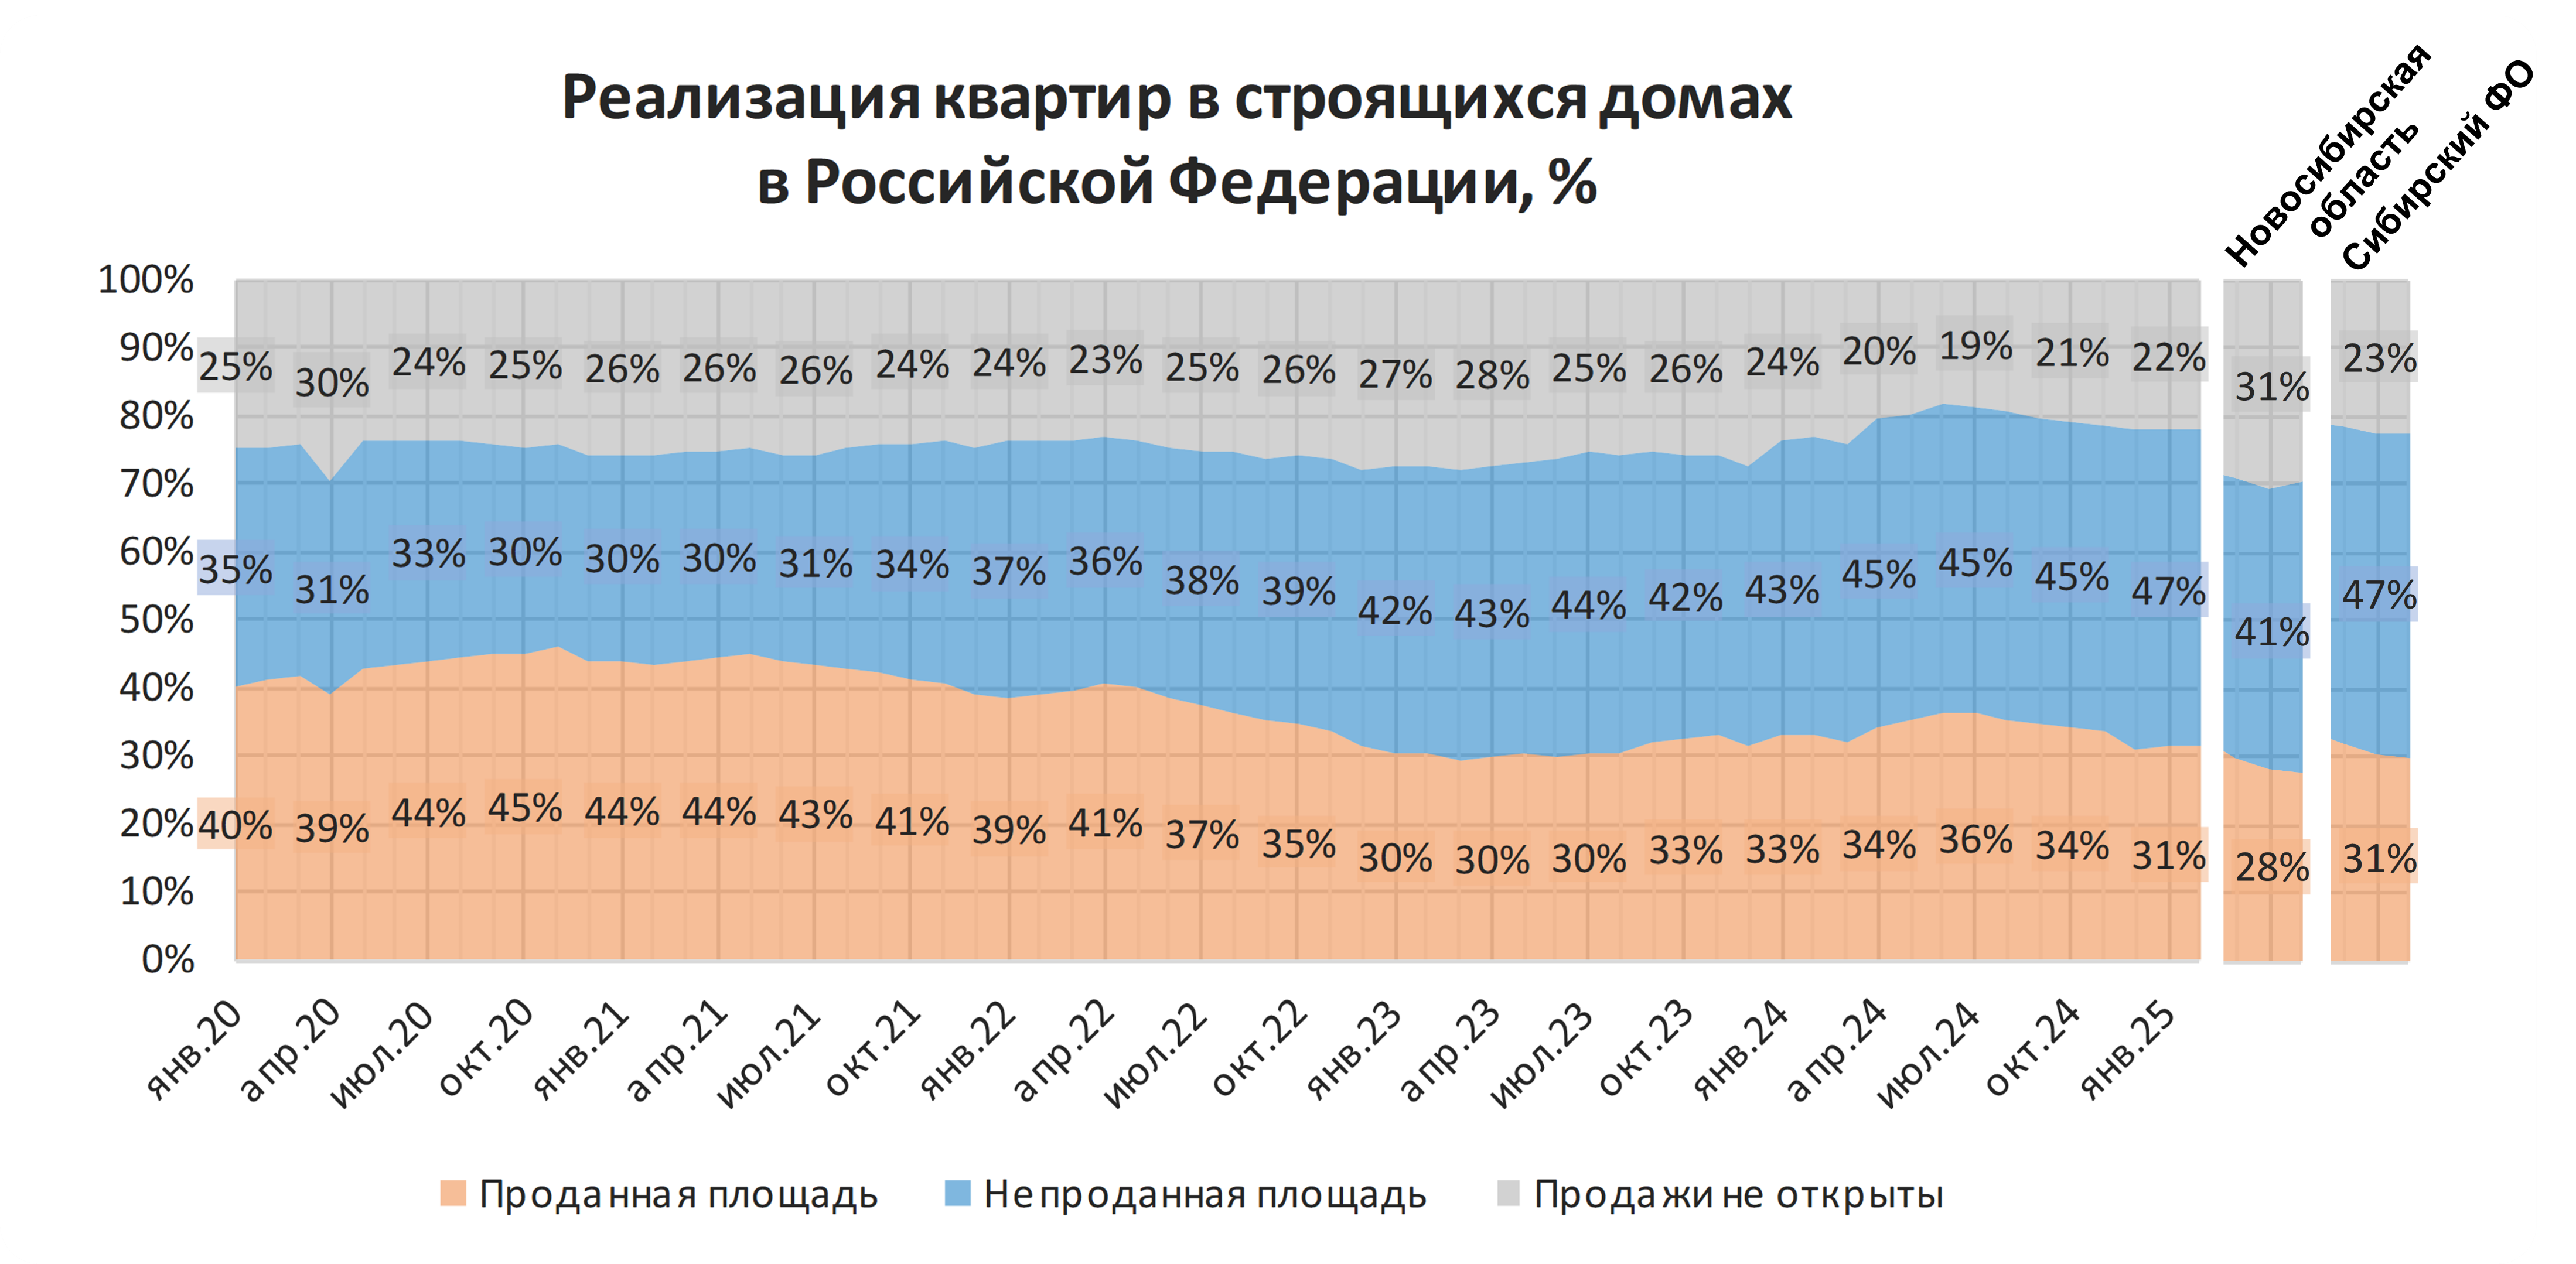 Реализация квартир в строящихся домах
в Российской Федерации, %
Новосибирская
область
Сибирский ФО
100%
90%
80%
70%
60%
50%
40%
30%
20%
10%
0%
25% 30% 24% 25% 26% 26% 26% 24% 24% 23% 25% 26% 27% 28% 25% 26% 24% 20% 19% 21% 22% 31% 23%
35% 31% 33% 30% 30% 30% 31% 34% 37% 36% 38% 39% 42% 43% 44% 42% 43% 45% 45% 45% 47% 41% 47%
40% 39% 44% 45% 44% 44% 43% 41% 39% 41% 37% 35% 30% 30% 30% 33% 33% 34% 36% 34% 31% 28% 31%
янв.20 апр.20 июл.20 окт.20 янв.21 апр.21 июл.21 окт.21 янв.22 апр.22 июл.22 окт.22 янв.23 апр.23 июл.23 окт.23 янв.24 апр.24 июл.24 окт.24 янв.25
Проданная площадь Непроданная площадь Продажи не открыты